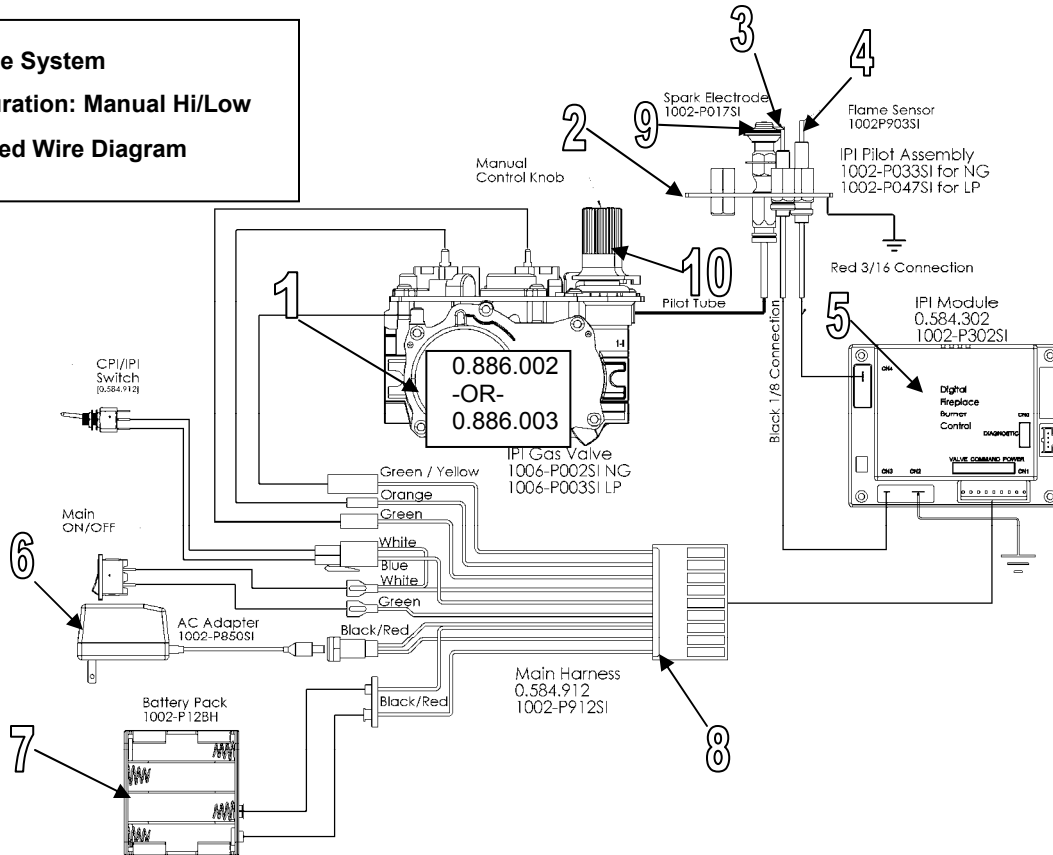 e System
uration: Manual Hi/Low
ed Wire Diagram
3
4
Spark Electrode
1002-P017SI
9
2
Flame Sensor
1002P903SI
IPI Pilot Assembly
1002-P033SI for NG
1002-P047SI for LP
Manual
Control Knob
10
1
Pilot Tube
Red 3/16 Connection
Black 1/8 Connection
5
IPI Module
0.584.302
1002-P302SI
CN4
Digital
Fireplace
Burner
Control
DIAGNOSTIC
VALVE COMMAND POWER
CN3
CN2
CN1
CPI/IPI
Switch
[0.584.912]
0.886.002
-OR-
0.886.003
IPI Gas Valve
1006-P002SI NG
1006-P003SI LP
Green / Yellow
Orange
Green
White
Blue
White
Green
Main
ON/OFF
6
AC Adapter
1002-P850SI
Black/Red
Main Harness
0.584.912
1002-P912SI
8
Black/Red
Battery Pack
1002-P12BH
7